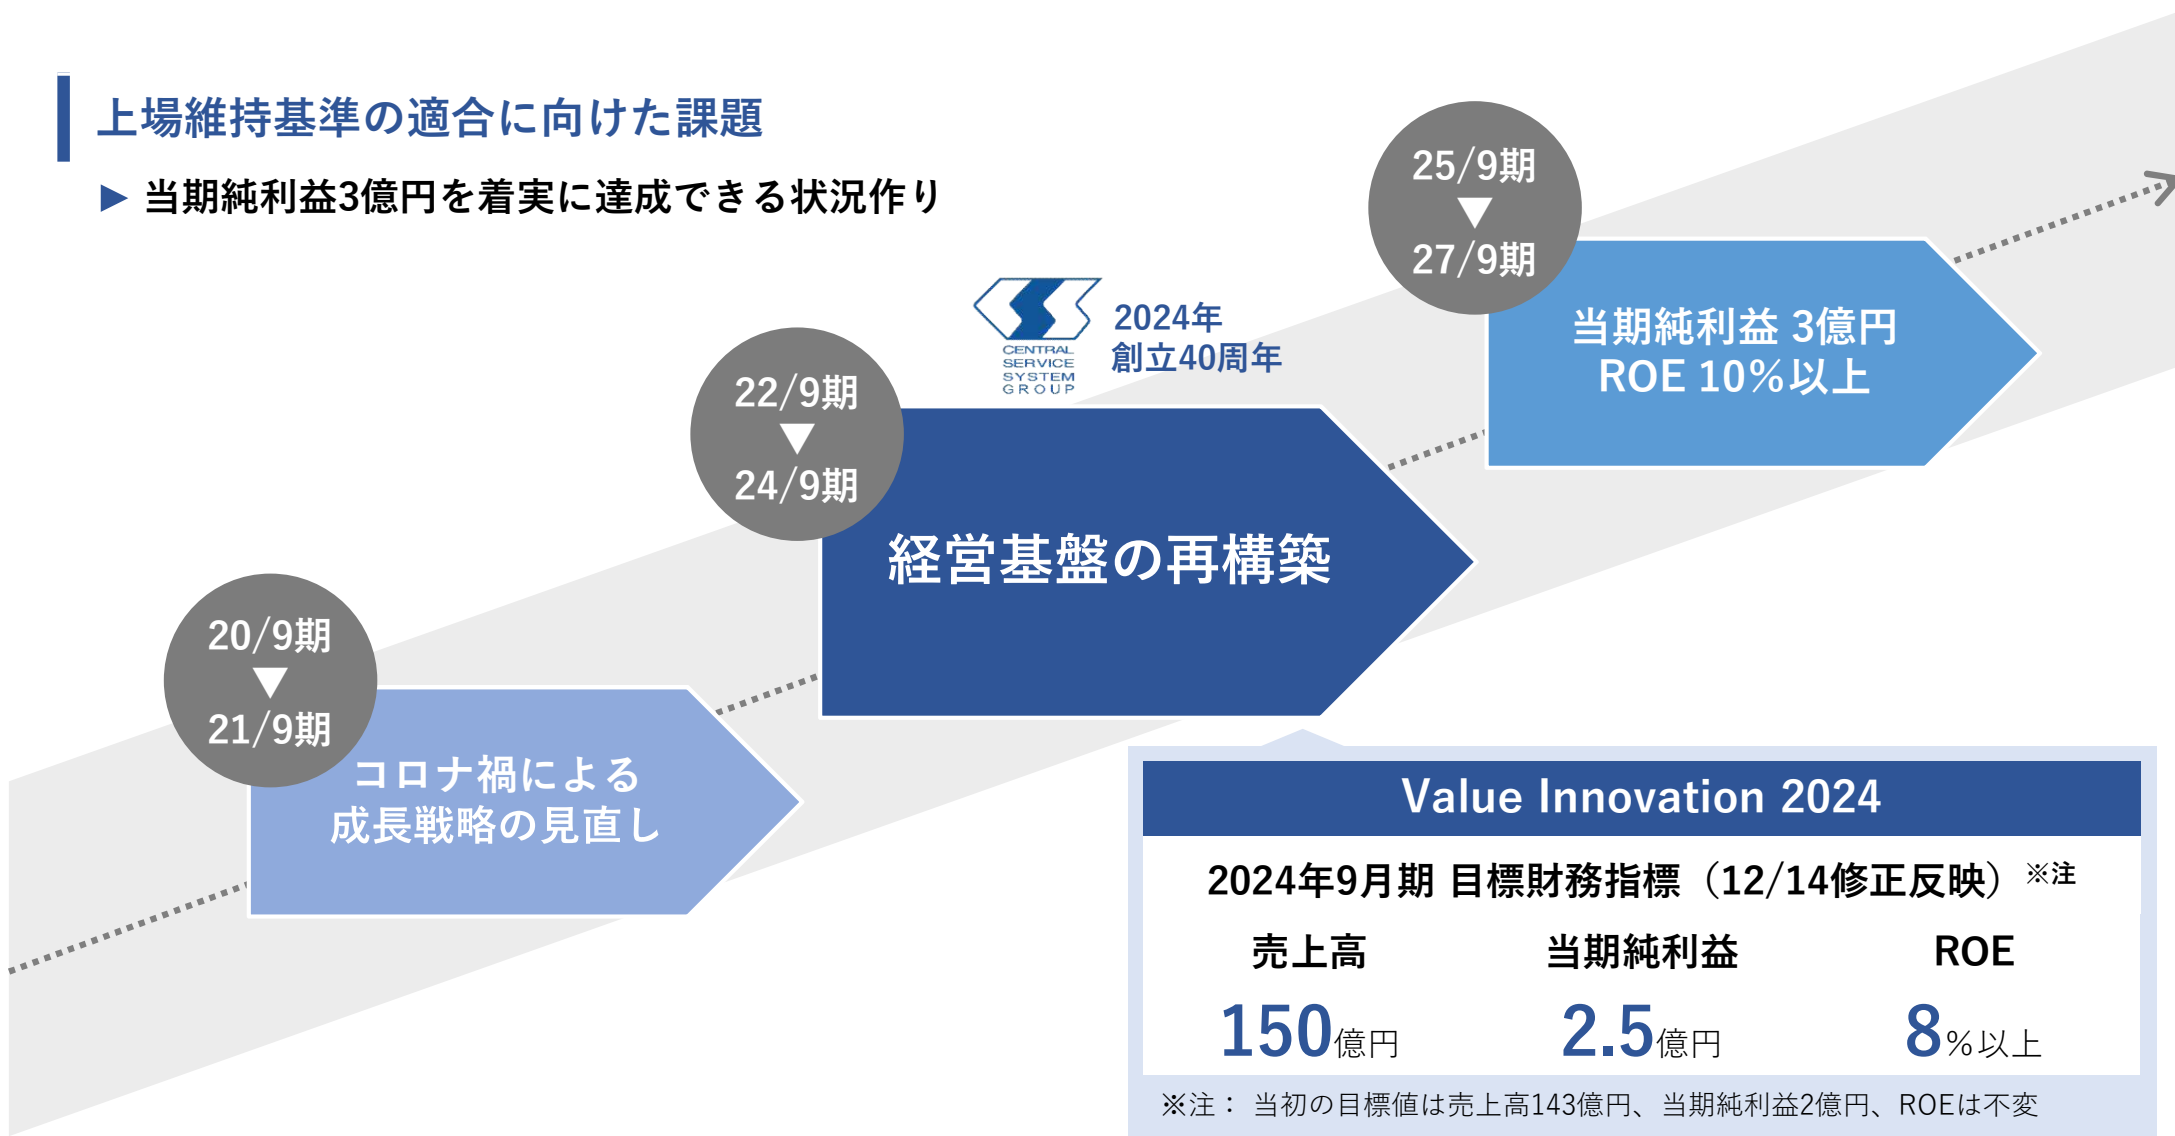 上場維持基準の適合に向けた課題
▶ 当期純利益3億円を着実に達成できる状況作り
20/9期
▼
21/9期
コロナ禍による
成長戦略の見直し
22/9期
▼
24/9期
経営基盤の再構築
CENTRAL
SERVICE
SYSTEM
GROUP
2024年
創立40周年
25/9期
▼
27/9期
当期純利益 3億円
ROE 10%以上
Value Innovation 2024
2024年9月期 目標財務指標（12/14修正反映）※注
売上高 当期純利益 ROE
150億円 2.5億円 8%以上
※注： 当初の目標値は売上高143億円、当期純利益2億円、ROEは不変